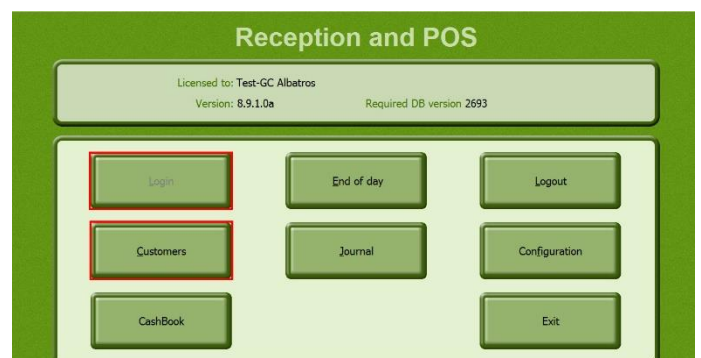 Reception and POS
Licensed to: Test-GC Albatros
Version: 8.9.1.0a Required DB version 2693
Login End of day Logout
Customers Journal Configuration
CashBook Exit